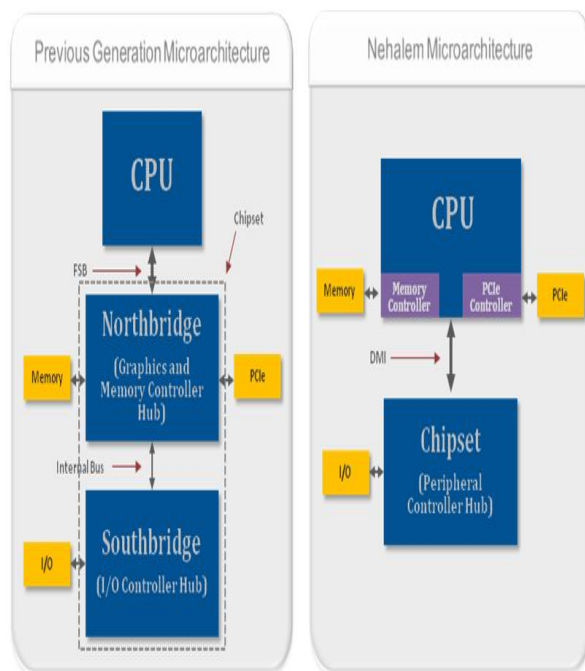 Previous Generation Microarchitecture
CPU
Chipset
FSB
Northbridge
(Graphics and
Memory Controller
Hub)
Memory
PCIe
Internal Bus
Southbridge
(I/O Controller Hub)
I/O
Nehalem Microarchitecture
CPU
Memory
Controller
PCIe
Controller
Memory
PCIe
DMI
Chipset
(Peripheral
Controller Hub)
I/O